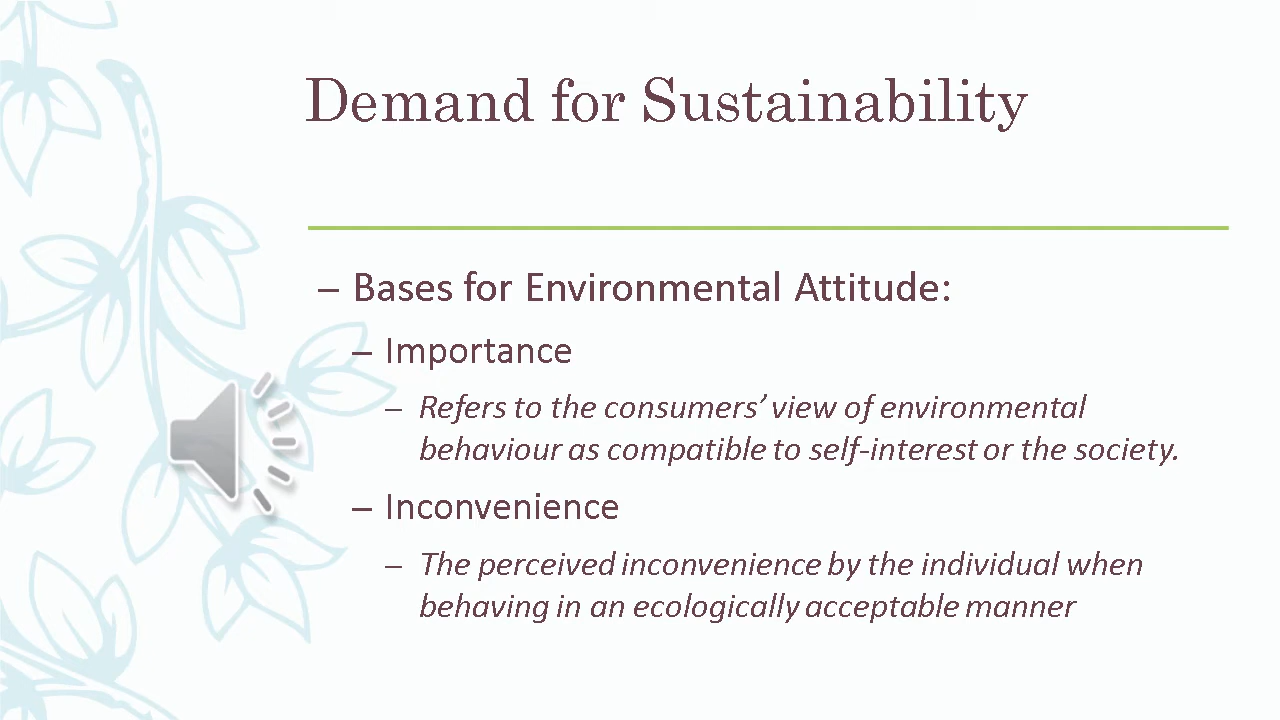 Demand for Sustainability
– Bases for Environmental Attitude:
– Importance
– Refers to the consumers’ view of environmental
behaviour as compatible to self-interest or the society.
– Inconvenience
– The perceived inconvenience by the individual when
behaving in an ecologically acceptable manner